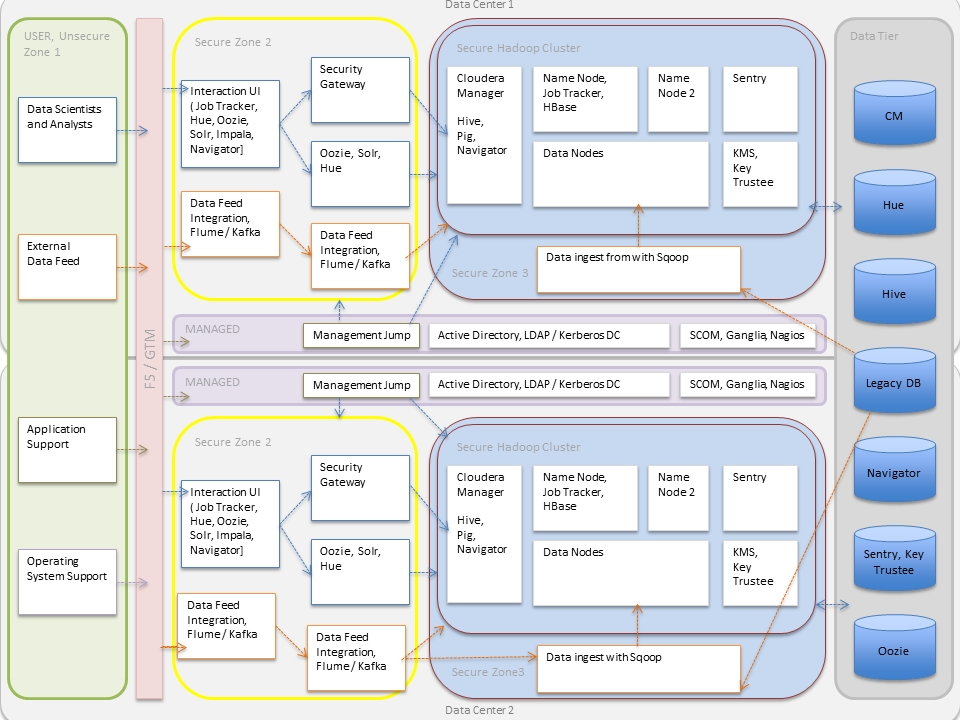 Data Center 1
USER, Unsecure
Zone 1
Data Scientists
and Analysts
External
Data Feed
Application
Support
Operating
System Support
F5 / GTM
Secure Zone 2
Interaction UI
( Job Tracker,
Hue, Oozie,
Solr, Impala,
Navigator]
Security
Gateway
Oozie, Solr,
Hue
Data Feed
Integration,
Flume / Kafka
Data Feed
Integration,
Flume / Kafka
Secure Hadoop Cluster
Cloudera
Manager
Hive,
Pig,
Navigator
Name Node,
Job Tracker,
HBase
Name
Node 2
Sentry
Data Nodes
KMS,
Key
Trustee
Secure Zone 3
Data ingest from with Sqoop
MANAGED
Management Jump
Active Directory, LDAP / Kerberos DC
SCOM, Ganglia, Nagios
MANAGED
Management Jump
Active Directory, LDAP / Kerberos DC
SCOM, Ganglia, Nagios
Secure Zone 2
Interaction UI
( Job Tracker,
Hue, Oozie,
Solr, Impala,
Navigator]
Security
Gateway
Oozie, Solr,
Hue
Data Feed
Integration,
Flume / Kafka
Data Feed
Integration,
Flume / Kafka
Secure Hadoop Cluster
Cloudera
Manager
Hive,
Pig,
Navigator
Name Node,
Job Tracker,
HBase
Name
Node 2
Sentry
Data Nodes
KMS,
Key
Trustee
Secure Zone3
Data ingest with Sqoop
Data Tier
CM
Hue
Hive
Legacy DB
Navigator
Sentry, Key
Trustee
Oozie
Data Center 2